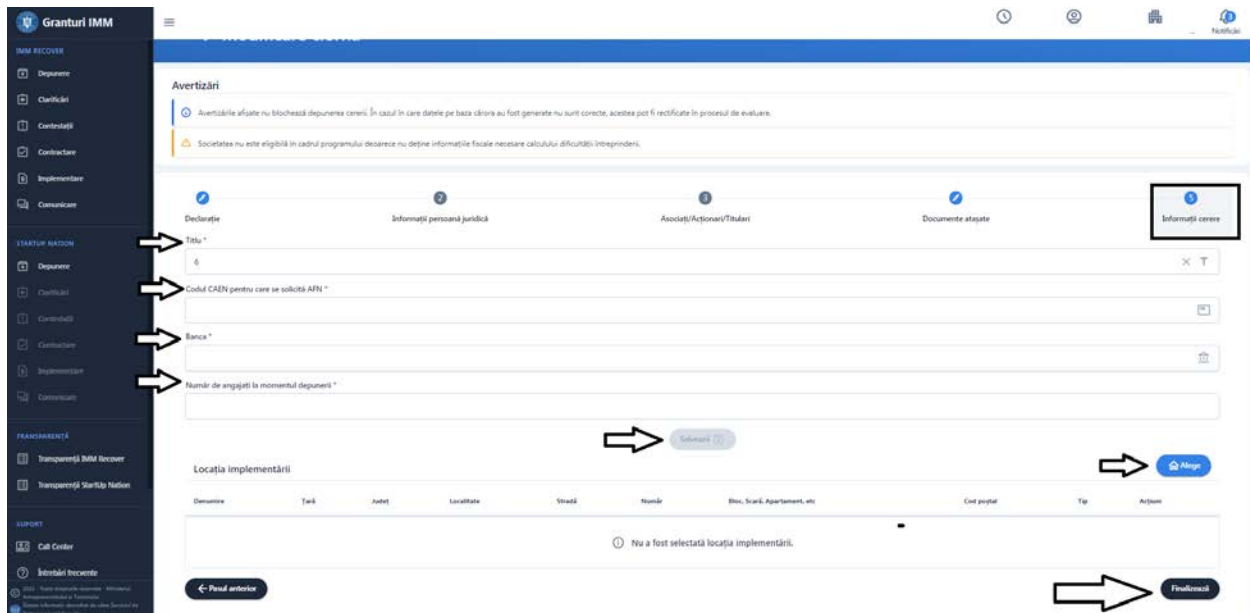 Granturi IMM
Notificări
IMM RECOVER
Depunere
Clarificări
Contestații
Contractare
Implementare
Comunicare
STARTUP NATION
Depunere
Clarificări
Contestații
Contractare
Implementare
Comunicare
TRANSPARENȚĂ
Transparență IMM Recover
Transparență StartUp Nation
SUPORT
Call Center
Întrebări frecvente
Avertizări
Avertizările afișate nu blochează depunerea cererii. În cazul în care datele pe baza cărora au fost generate nu sunt corecte, acestea pot fi rectificate în procesul de evaluare.
Societatea nu este eligibilă în cadrul programului deoarece nu deține informațiile fiscale necesare calculului dificultății întreprinderii.
Declarație
2 Informații persoană juridică
3 Asociați/Acționari/Titulari
Documente atașate
5 Informații cerere
Titlu *
6
Codul CAEN pentru care se solicită AFN *
Banca *
Număr de angajați la momentul depunerii *
Salvează
Locația implementării
Alege
Denumire Țară Județ Localitate Stradă Număr Bloc, Scară, Apartament, etc Cod poștal Tip Acțiuni
Nu a fost selectată locația implementării.
Pasul anterior
Finalizează